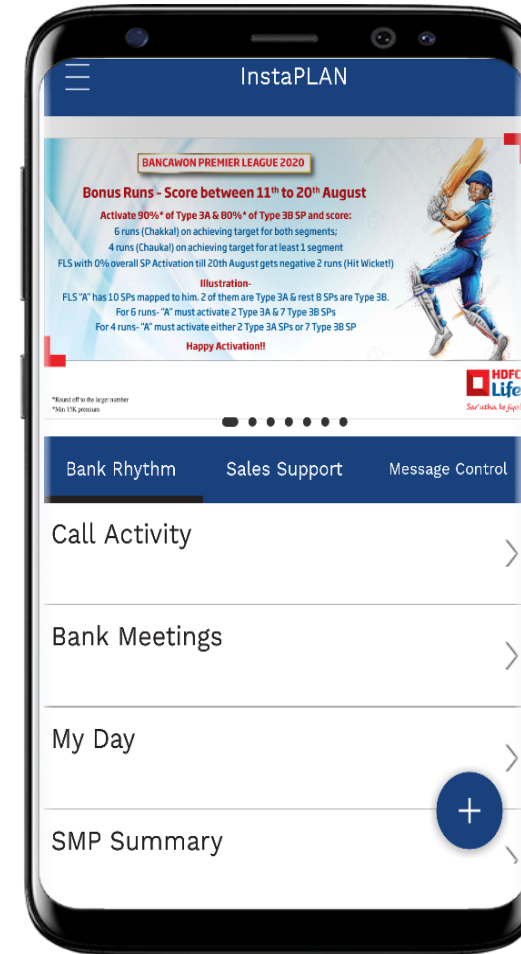 InstaPLAN
BANCAWON PREMIER LEAGUE 2020
Bonus Runs - Score between 11th to 20th August
Activate 90%* of Type 3A & 80%* of Type 3B SP and score:
6 runs (Chakka!) on achieving target for both segments;
4 runs (Chauka!) on achieving target for at least 1 segment
FLS with 0% overall SP Activation till 20th August gets negative 2 runs (Hit Wicket!)
Illustration-
FLS "A" has 10 SPs mapped to him. 2 of them are Type 3A & rest 8 SPs are Type 3B.
For 6 runs- "A" must activate 2 Type 3A & 7 Type 3B SPs
For 4 runs- "A" must activate either 2 Type 3A SPs or 7 Type 3B SP
Happy Activation!!
HDFC
Life
Sar utha ke jiyo!
*Round off to the larger number
*Min 15K premium
Bank Rhythm
Sales Support
Message Control
Call Activity
Bank Meetings
My Day
SMP Summary